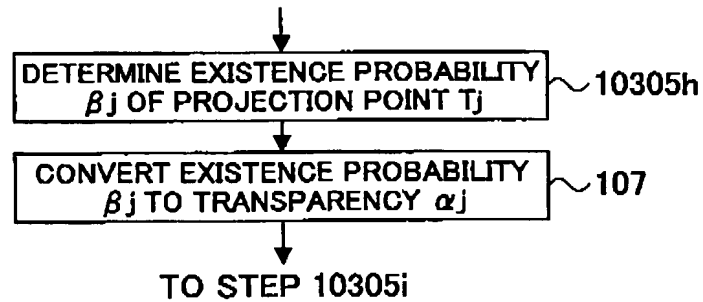 DETERMINE EXISTENCE PROBABILITY
βj OF PROJECTION POINT Tj
10305h
CONVERT EXISTENCE PROBABILITY
βj TO TRANSPARENCY αj
107
TO STEP 10305i